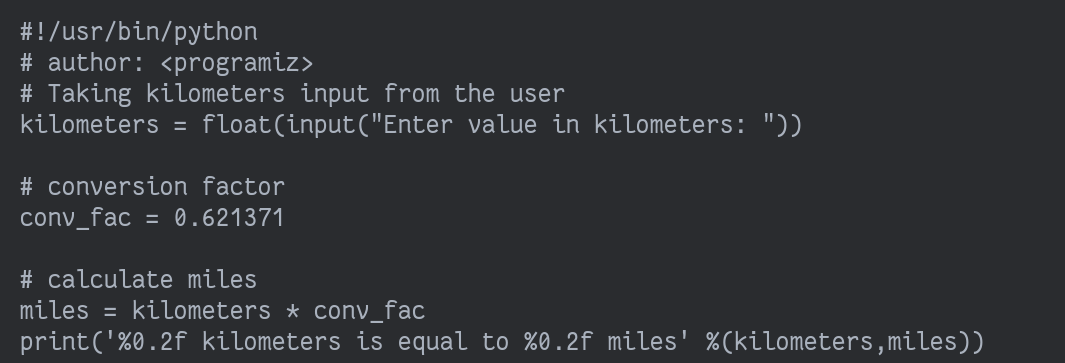 #!/usr/bin/python
# author: <programiz>
# Taking kilometers input from the user
kilometers = float(input("Enter value in kilometers: "))
# conversion factor
conv_fac = 0.621371
# calculate miles
miles = kilometers * conv_fac
print('%0.2f kilometers is equal to %0.2f miles' %(kilometers,miles))